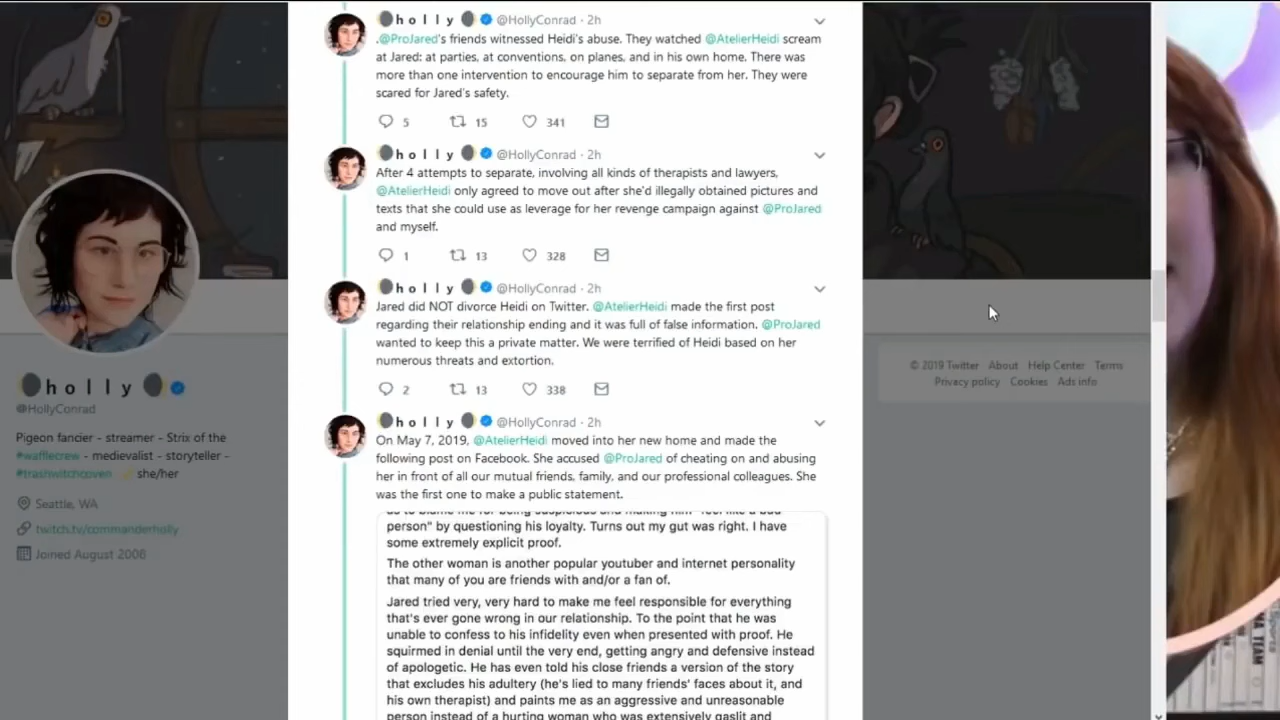 h o l l y @HollyConrad · 2h
.@ProJared's friends witnessed Heidi's abuse. They watched @AtelierHeidi scream
at Jared: at parties, at conventions, on planes, and in his own home. There was
more than one intervention to encourage him to separate from her. They were
scared for Jared's safety.
5 15 341
h o l l y @HollyConrad · 2h
After 4 attempts to separate, involving all kinds of therapists and lawyers,
@AtelierHeidi only agreed to move out after she'd illegally obtained pictures and
texts that she could use as leverage for her revenge campaign against @ProJared
and myself.
1 13 328
h o l l y @HollyConrad · 2h
Jared did NOT divorce Heidi on Twitter. @AtelierHeidi made the first post
regarding their relationship ending and it was full of false information. @ProJared
wanted to keep this a private matter. We were terrified of Heidi based on her
numerous threats and extortion.
2 13 338
h o l l y @HollyConrad · 2h
On May 7, 2019, @AtelierHeidi moved into her new home and made the
following post on Facebook. She accused @ProJared of cheating on and abusing
her in front of all our mutual friends, family, and our professional colleagues. She
was the first one to make a public statement.
as to blame me for being suspicious and making him "feel like a bad
person" by questioning his loyalty. Turns out my gut was right. I have
some extremely explicit proof.
The other woman is another popular youtuber and internet personality
that many of you are friends with and/or a fan of.
Jared tried very, very hard to make me feel responsible for everything
that's ever gone wrong in our relationship. To the point that he was
unable to confess to his infidelity even when presented with proof. He
squirmed in denial until the very end, getting angry and defensive instead
of apologetic. He has even told his close friends a version of the story
that excludes his adultery (he's lied to many friends' faces about it, and
his own therapist) and paints me as an aggressive and unreasonable
person instead of a hurting woman who was extensively gaslit and
h o l l y
@HollyConrad
Pigeon fancier - streamer - Strix of the
#wafflecrew - medievalist - storyteller -
#trashwitchcoven she/her
Seattle, WA
twitch.tv/commanderholly
Joined August 2008
© 2019 Twitter About Help Center Terms
Privacy policy Cookies Ads info